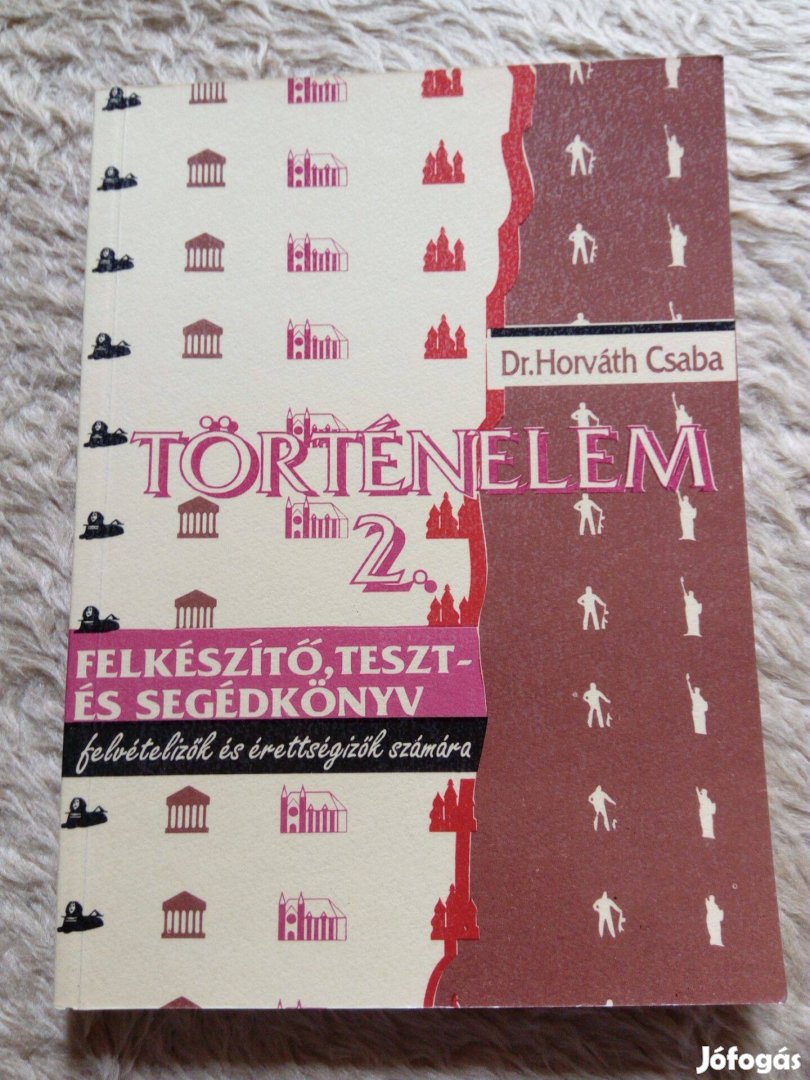 Dr.Horváth Csaba
TÖRTÉNELEM
2.
FELKÉSZÍTŐ, TESZT-
ÉS SEGÉDKÖNYV
felvételizők és érettségizők számára
Jófogás